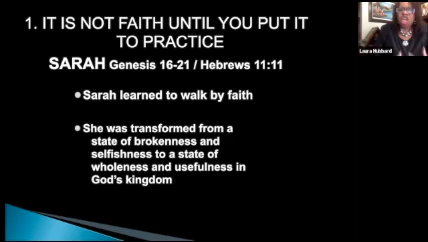 1. IT IS NOT FAITH UNTIL YOU PUT IT
TO PRACTICE
SARAH Genesis 16-21 / Hebrews 11:11
Sarah learned to walk by faith
She was transformed from a
state of brokenness and
selfishness to a state of
wholeness and usefulness in
God's kingdom
Laura Hubbard